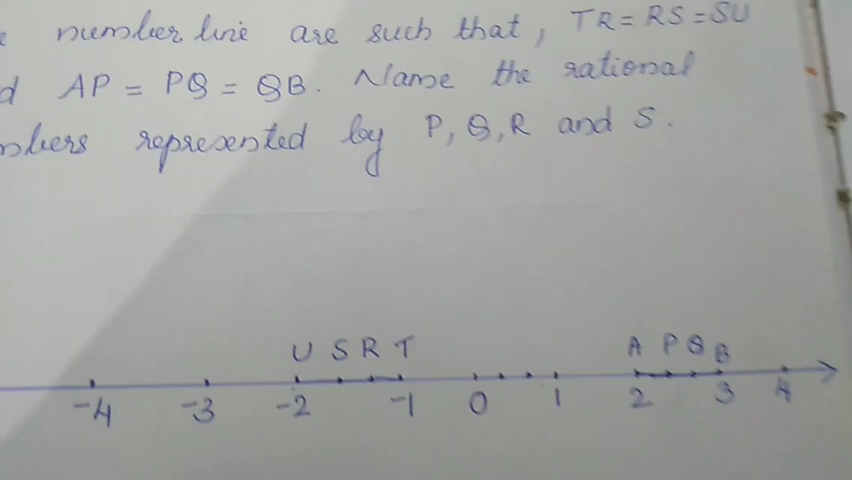 number line are such that, TR = RS = SU
AP = PQ = QB. Name the rational
represented by P, Q, R and S.
U S R T A P Q B
-4 -3 -2 -1 0 1 2 3 4